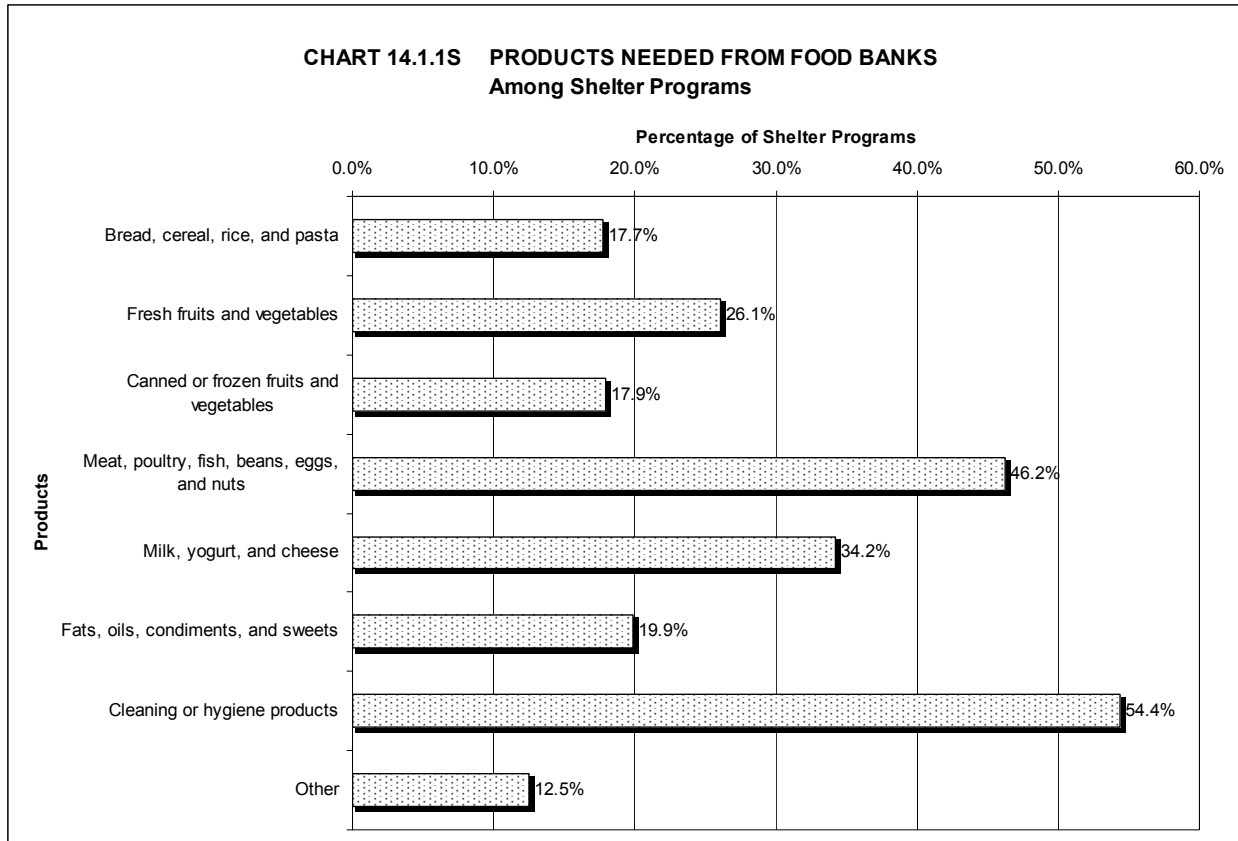 CHART 14.1.1S PRODUCTS NEEDED FROM FOOD BANKS
Among Shelter Programs
Percentage of Shelter Programs
0.0% 10.0% 20.0% 30.0% 40.0% 50.0% 60.0%
Products
Bread, cereal, rice, and pasta 17.7%
Fresh fruits and vegetables 26.1%
Canned or frozen fruits and
vegetables 17.9%
Meat, poultry, fish, beans, eggs,
and nuts 46.2%
Milk, yogurt, and cheese 34.2%
Fats, oils, condiments, and sweets 19.9%
Cleaning or hygiene products 54.4%
Other 12.5%